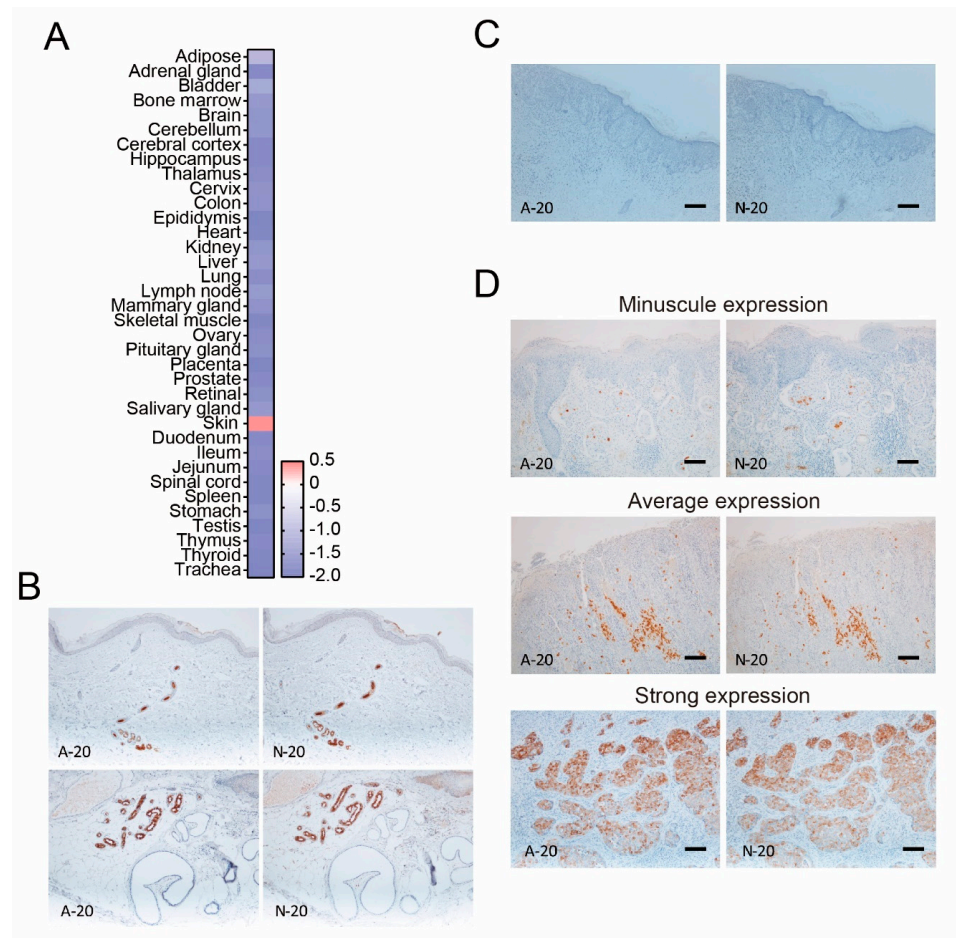 A
Adipose
Adrenal gland
Bladder
Bone marrow
Brain
Cerebellum
Cerebral cortex
Hippocampus
Thalamus
Cervix
Colon
Epididymis
Heart
Kidney
Liver
Lung
Lymph node
Mammary gland
Skeletal muscle
Ovary
Pituitary gland
Placenta
Prostate
Retinal
Salivary gland
Skin
Duodenum
Ileum
Jejunum
Spinal cord
Spleen
Stomach
Testis
Thymus
Thyroid
Trachea
0.5
0
-0.5
-1.0
-1.5
-2.0
B
A-20 N-20
A-20 N-20
C
A-20 N-20
D
Minuscule expression
A-20 N-20
Average expression
A-20 N-20
Strong expression
A-20 N-20